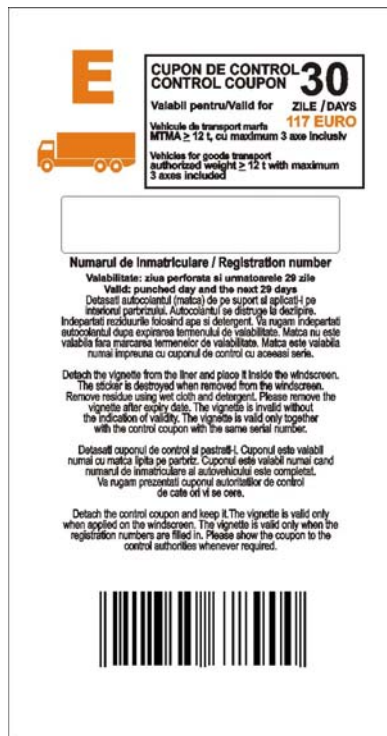 E
CUPON DE CONTROL
CONTROL COUPON
30
Valabil pentru/Valid for ZILE /DAYS
117 EURO
Vehicule de transport marfa
MTMA ≥ 12 t, cu maximum 3 axe inclusiv
Vehicles for goods transport
authorized weight ≥ 12 t with maximum
3 axes included
Numarul de inmatriculare / Registration number
Valabilitate: ziua perforata si urmatoarele 29 zile
Valid: punched day and the next 29 days
Detasati autocolantul (matca) de pe suport si aplicati-l pe
interiorul parbrizului. Autocolantul se distruge la dezlipire.
Indepartati reziduurile folosind apa si detergent. Va rugam indepartati
autocolantul dupa expirarea termenului de valabilitate. Matca nu este
valabila fara marcarea termenelor de valabilitate. Matca este valabila
numai impreuna cu cuponul de control cu aceeasi serie.
Detach the vignette from the liner and place it inside the windscreen.
The sticker is destroyed when removed from the windscreen.
Remove residue using wet cloth and detergent. Please remove the
vignette after expiry date. The vignette is invalid without
the indication of validity. The vignette is valid only together
with the control coupon with the same serial number.
Detasati cuponul de control si pastrati-l. Cuponul este valabil
numai cu matca lipita pe parbriz. Cuponul este valabil numai cand
numarul de inmatriculare al autovehicului este completat.
Va rugam prezentati cuponul autoritatilor de control
de cate ori vi se cere.
Detach the control coupon and keep it.The vignette is valid only
when applied on the windscreen. The vignette is valid only when the
registration numbers are filled in. Please show the coupon to the
control authorities whenever required.